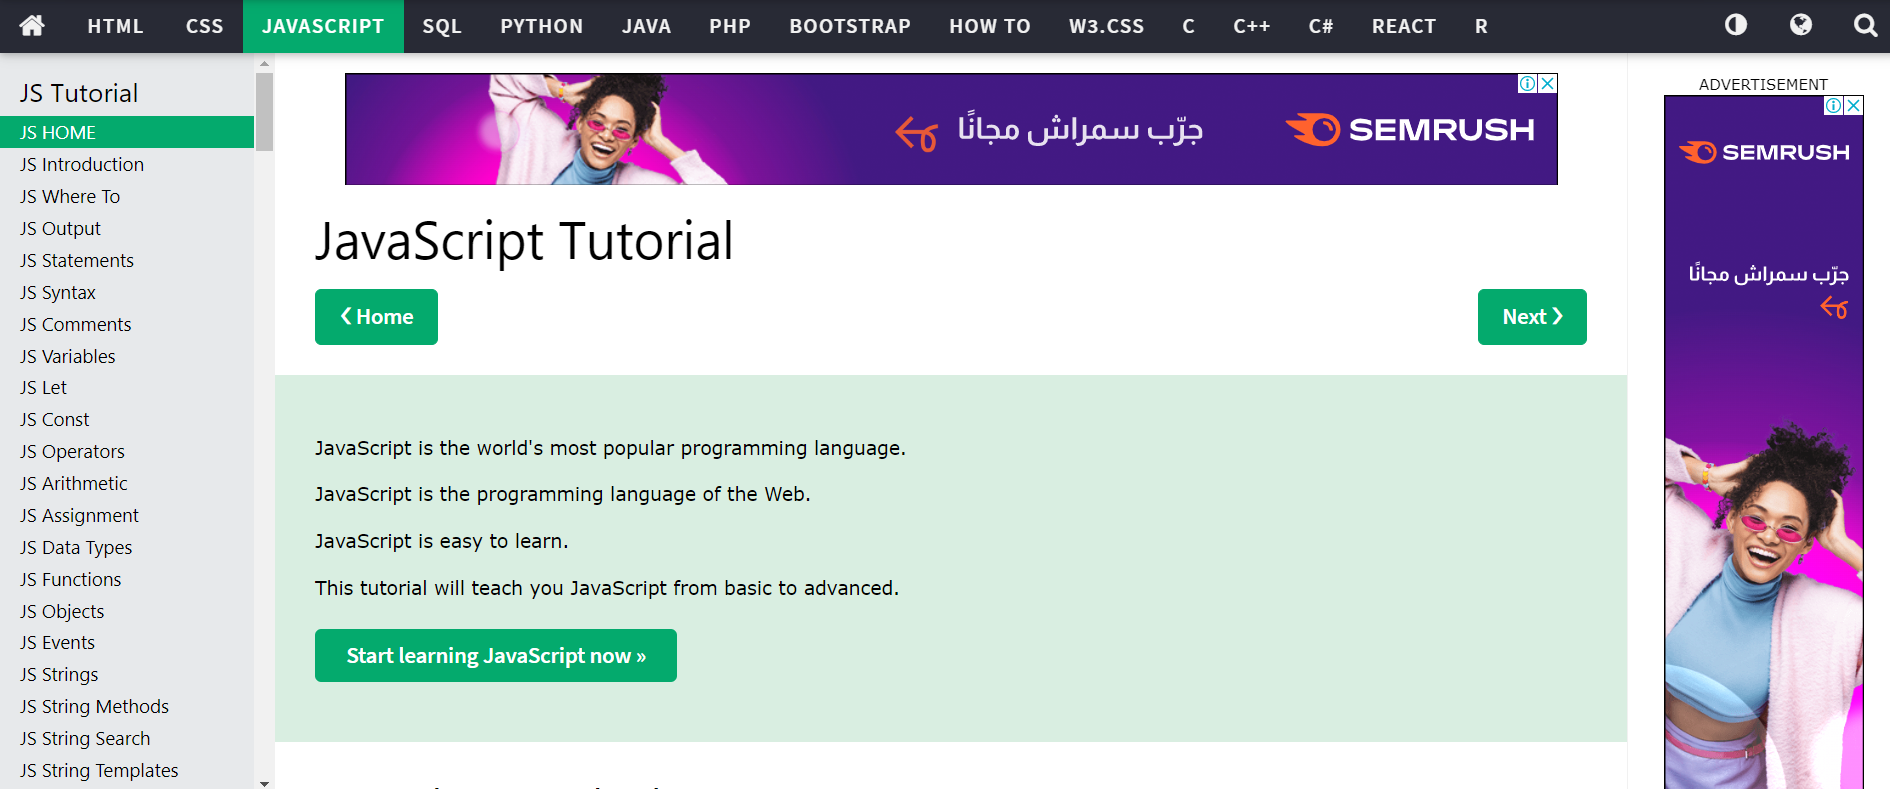 HTML CSS JAVASCRIPT SQL PYTHON JAVA PHP BOOTSTRAP HOW TO W3.CSS C C++ C# REACT R
JS Tutorial
JS HOME
JS Introduction
JS Where To
JS Output
JS Statements
JS Syntax
JS Comments
JS Variables
JS Let
JS Const
JS Operators
JS Arithmetic
JS Assignment
JS Data Types
JS Functions
JS Objects
JS Events
JS Strings
JS String Methods
JS String Search
JS String Templates
جرّب سمراش مجانًا
SEMRUSH
JavaScript Tutorial
❮ Home
Next ❯
JavaScript is the world's most popular programming language.
JavaScript is the programming language of the Web.
JavaScript is easy to learn.
This tutorial will teach you JavaScript from basic to advanced.
Start learning JavaScript now »
ADVERTISEMENT
SEMRUSH
جرّب سمراش مجانًا